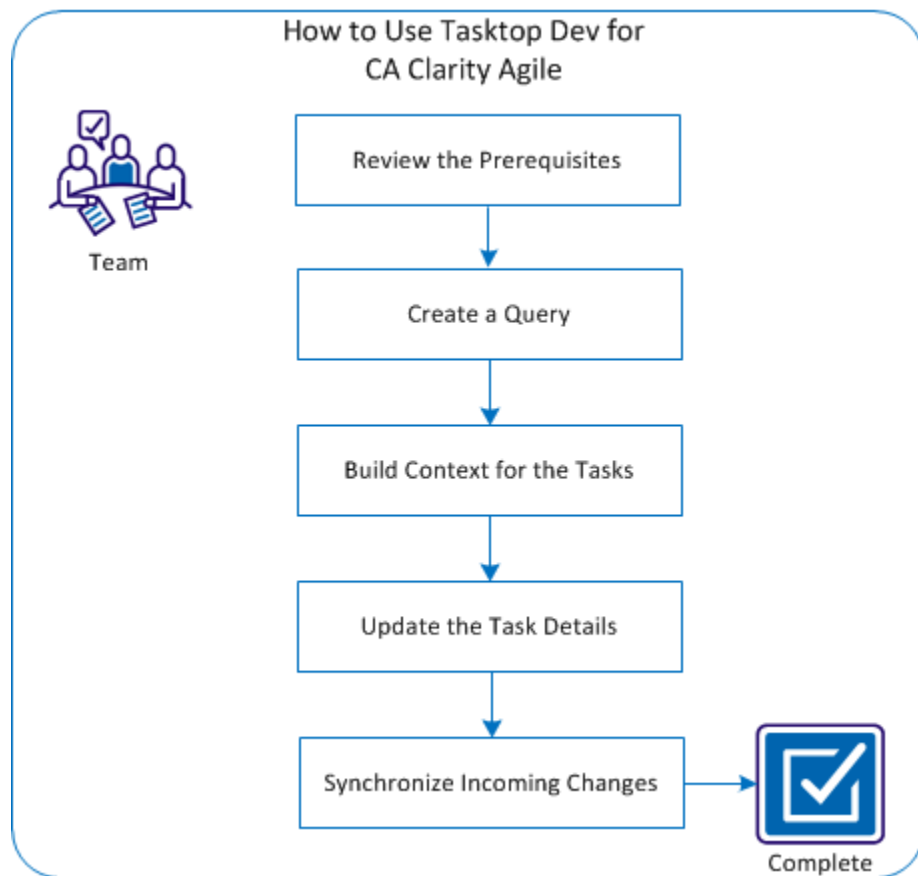 How to Use Tasktop Dev for
CA Clarity Agile
Review the Prerequisites
Team
Create a Query
Build Context for the Tasks
Update the Task Details
Synchronize Incoming Changes
Complete